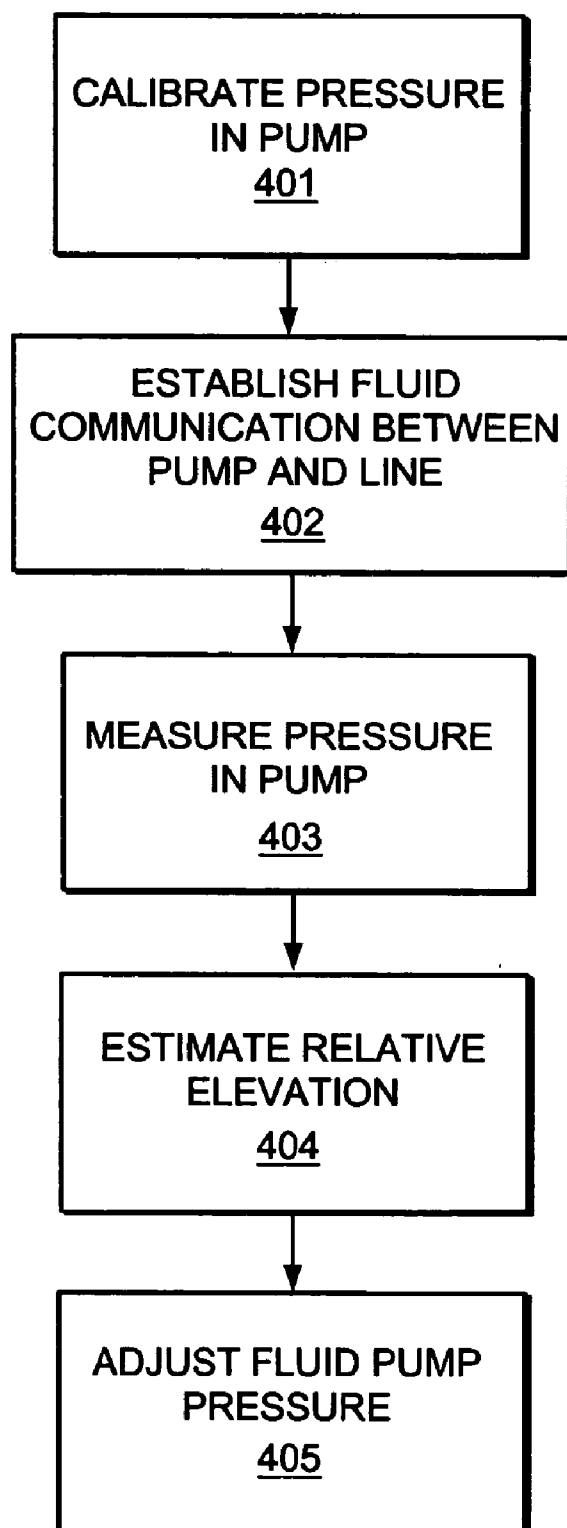 CALIBRATE PRESSURE
IN PUMP
401
ESTABLISH FLUID
COMMUNICATION BETWEEN
PUMP AND LINE
402
MEASURE PRESSURE
IN PUMP
403
ESTIMATE RELATIVE
ELEVATION
404
ADJUST FLUID PUMP
PRESSURE
405